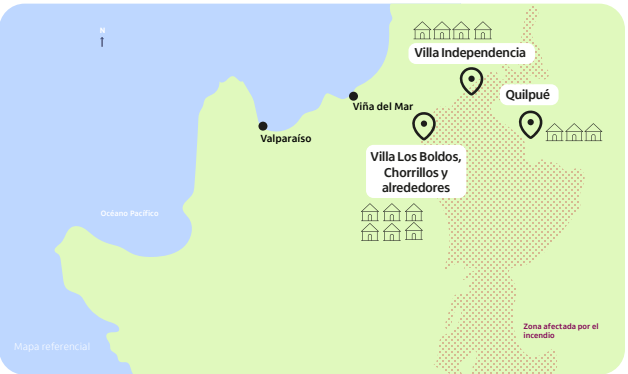 N
Villa Independencia
Quilpué
Viña del Mar
Valparaíso
Villa Los Boldos,
Chorrillos y
alrededores
Océano Pacífico
Zona afectada por el
incendio
Mapa referencial